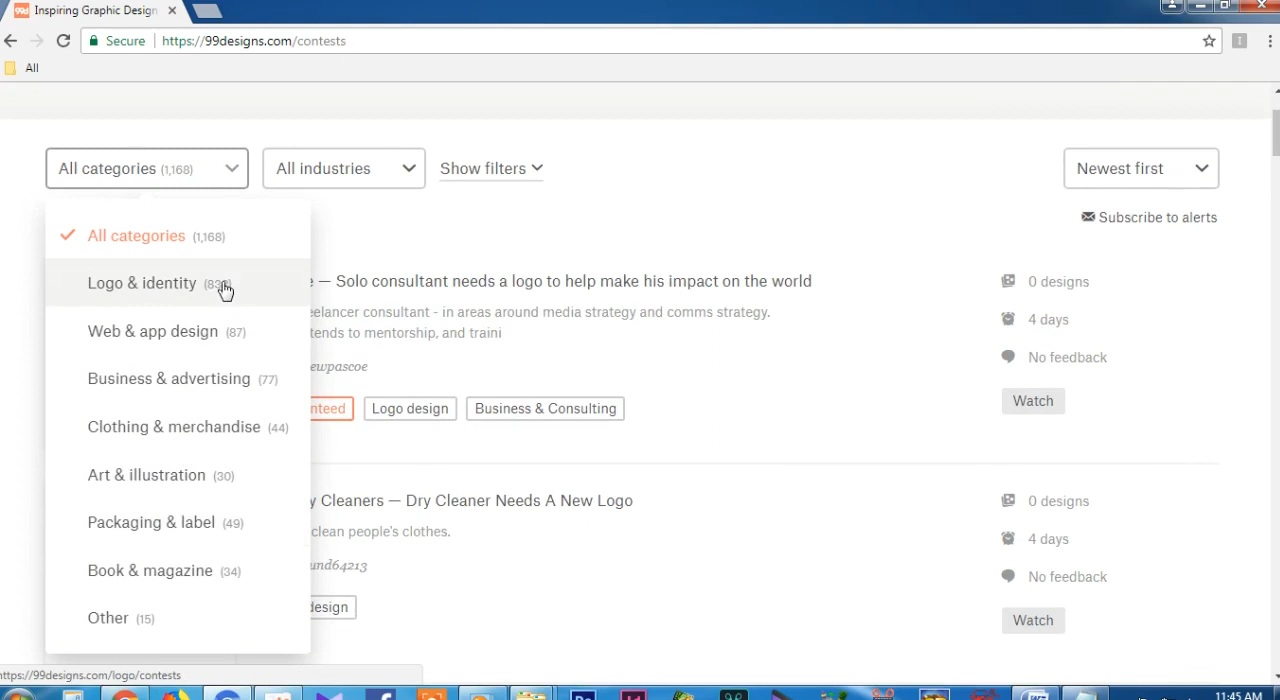 99d Inspiring Graphic Design
Secure https://99designs.com/contests
All
All categories (1,168) All industries Show filters Newest first
Subscribe to alerts
All categories (1,168)
Logo & identity
Web & app design (87)
Business & advertising (77)
Clothing & merchandise (44)
Art & illustration (30)
Packaging & label (49)
Book & magazine (34)
Other (15)
— Solo consultant needs a logo to help make his impact on the world
consultant - in areas around media strategy and comms strategy.
to mentorship, and traini
Logo design Business & Consulting
0 designs
4 days
No feedback
Watch
Cleaners — Dry Cleaner Needs A New Logo
clean people's clothes.
0 designs
4 days
No feedback
Watch
https://99designs.com/logo/contests
11:45 AM